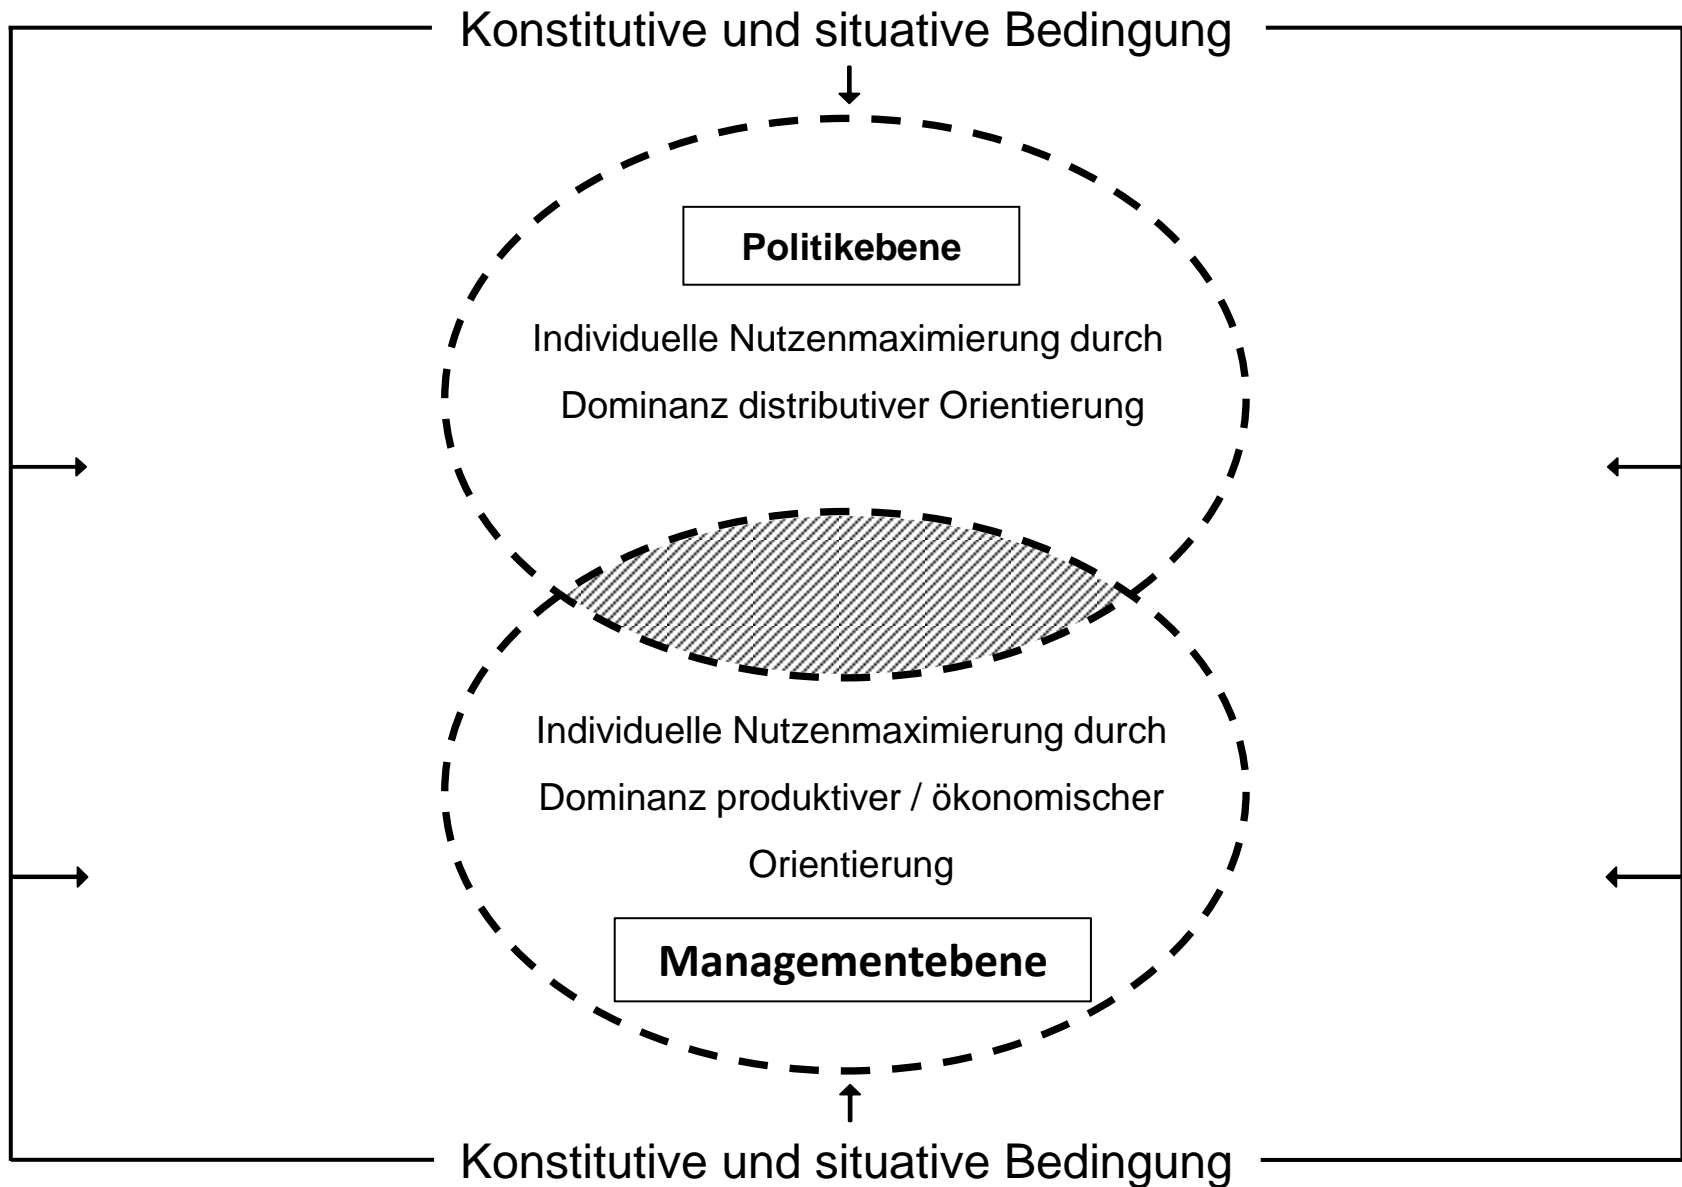 Konstitutive und situative Bedingung
Politikebene
Individuelle Nutzenmaximierung durch
Dominanz distributiver Orientierung
Individuelle Nutzenmaximierung durch
Dominanz produktiver / ökonomischer
Orientierung
Managementebene
Konstitutive und situative Bedingung